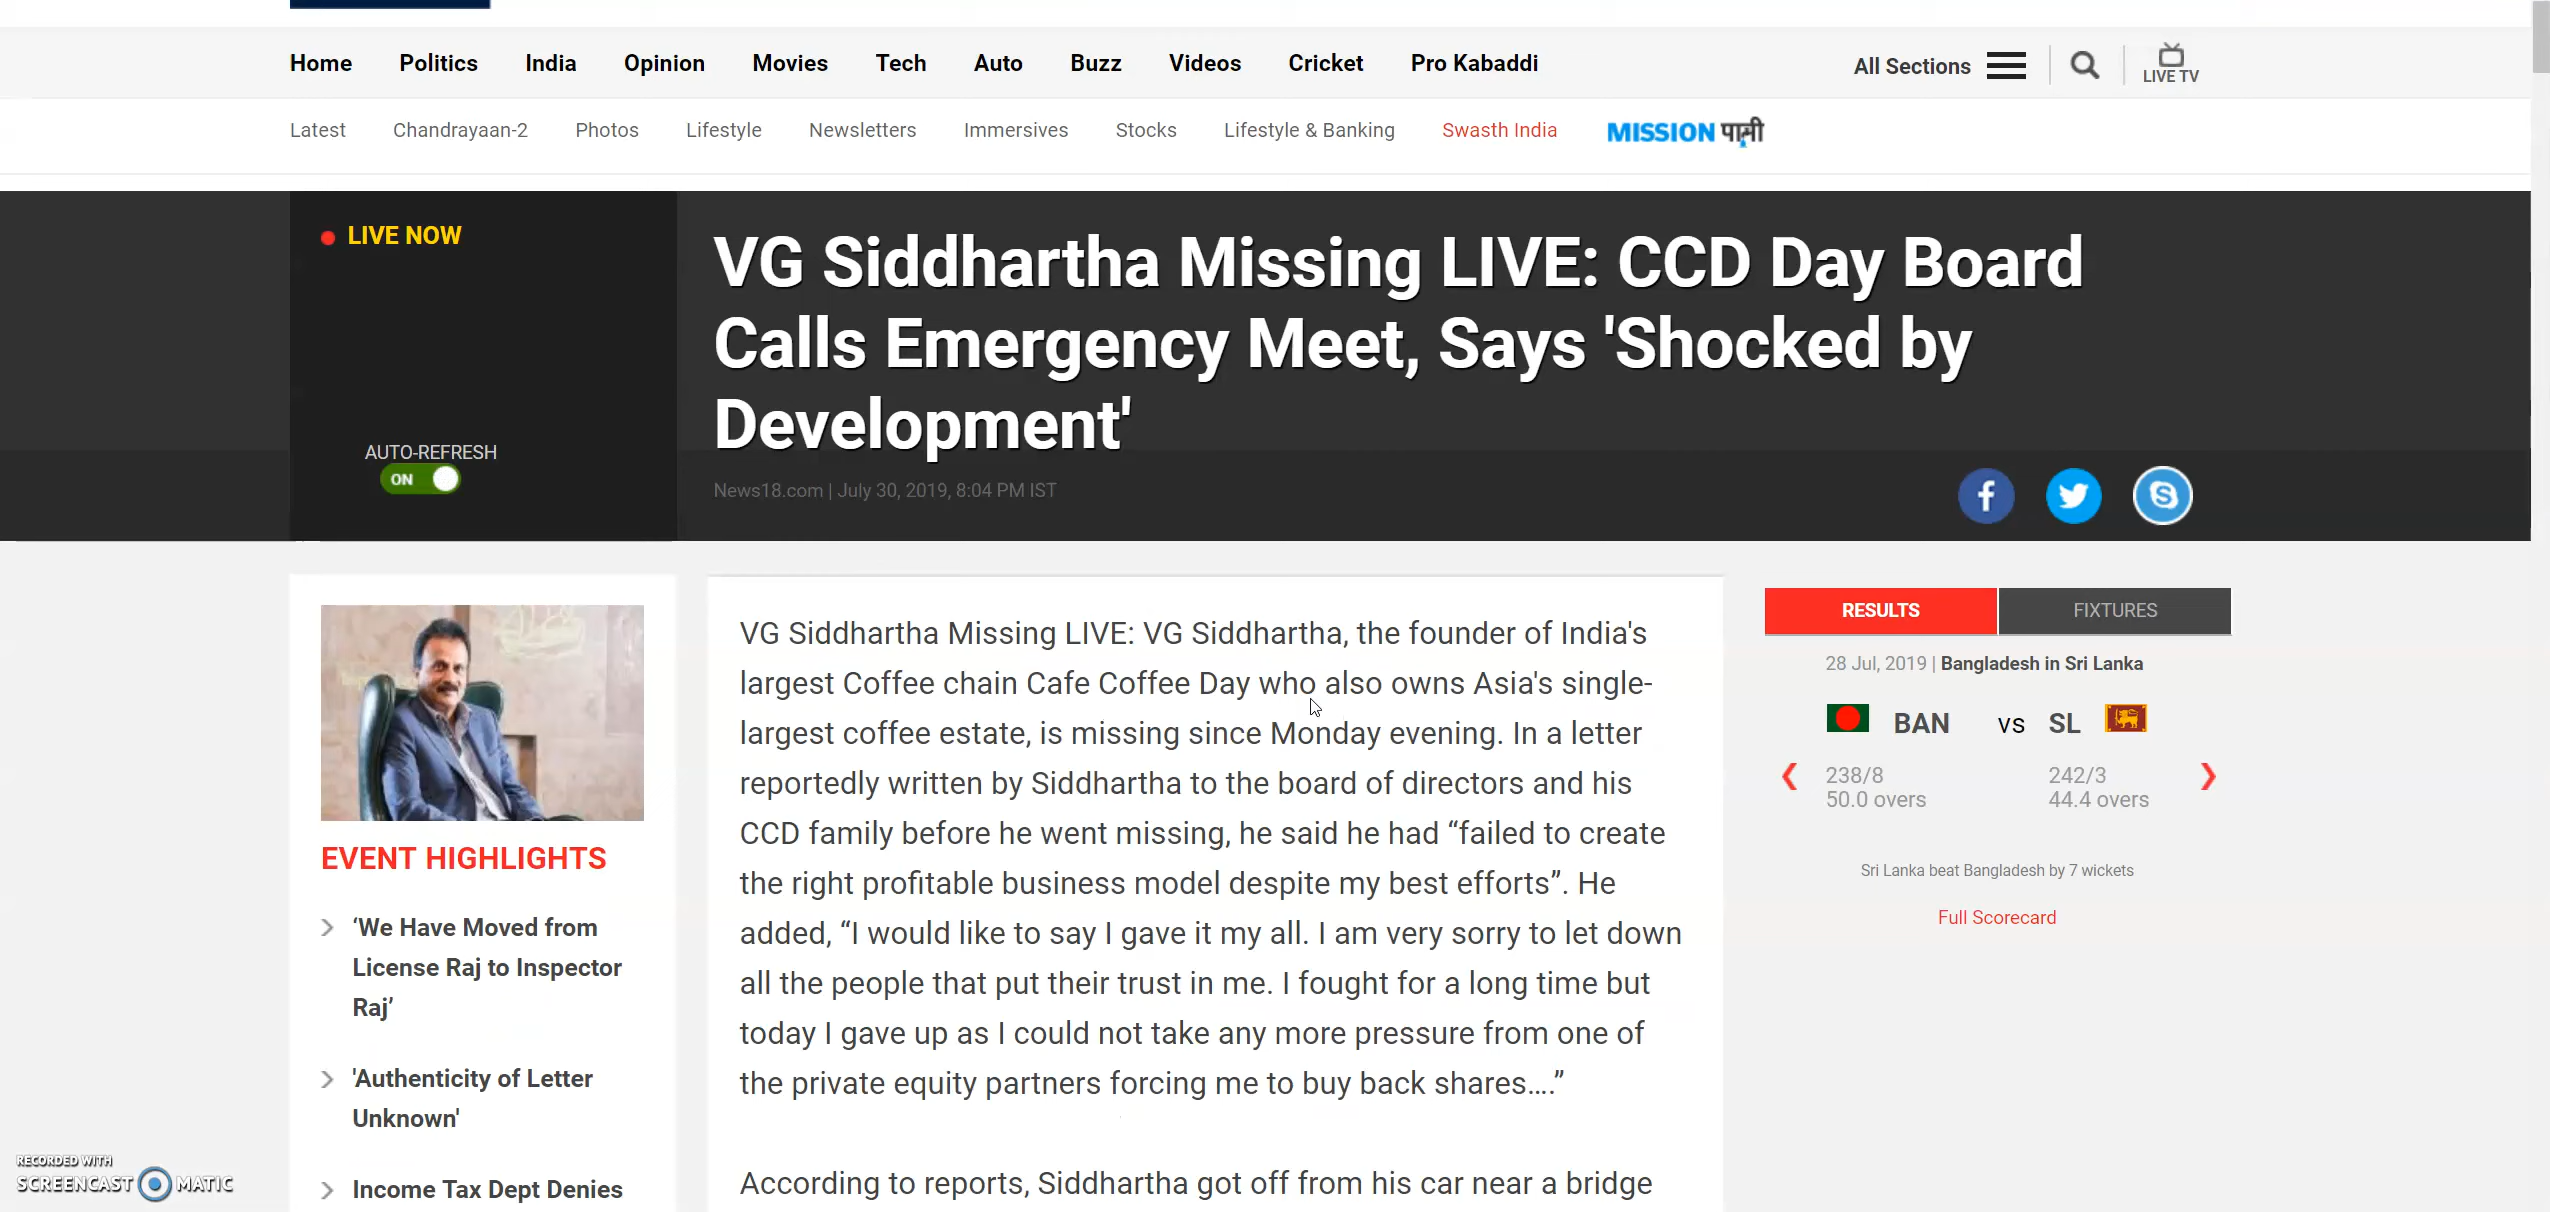 Home Politics India Opinion Movies Tech Auto Buzz Videos Cricket Pro Kabaddi All Sections LIVE TV
Latest Chandrayaan-2 Photos Lifestyle Newsletters Immersives Stocks Lifestyle & Banking Swasth India MISSION पानी
LIVE NOW
AUTO-REFRESH
ON
VG Siddhartha Missing LIVE: CCD Day Board
Calls Emergency Meet, Says 'Shocked by
Development'
News18.com | July 30, 2019, 8:04 PM IST
EVENT HIGHLIGHTS
‘We Have Moved from
License Raj to Inspector
Raj’
'Authenticity of Letter
Unknown'
Income Tax Dept Denies
VG Siddhartha Missing LIVE: VG Siddhartha, the founder of India's
largest Coffee chain Cafe Coffee Day who also owns Asia's single-
largest coffee estate, is missing since Monday evening. In a letter
reportedly written by Siddhartha to the board of directors and his
CCD family before he went missing, he said he had “failed to create
the right profitable business model despite my best efforts”. He
added, “I would like to say I gave it my all. I am very sorry to let down
all the people that put their trust in me. I fought for a long time but
today I gave up as I could not take any more pressure from one of
the private equity partners forcing me to buy back shares....”
According to reports, Siddhartha got off from his car near a bridge
RESULTS FIXTURES
28 Jul, 2019 | Bangladesh in Sri Lanka
BAN vs SL
238/8 242/3
50.0 overs 44.4 overs
Sri Lanka beat Bangladesh by 7 wickets
Full Scorecard
RECORDED WITH
SCREENCAST MATIC